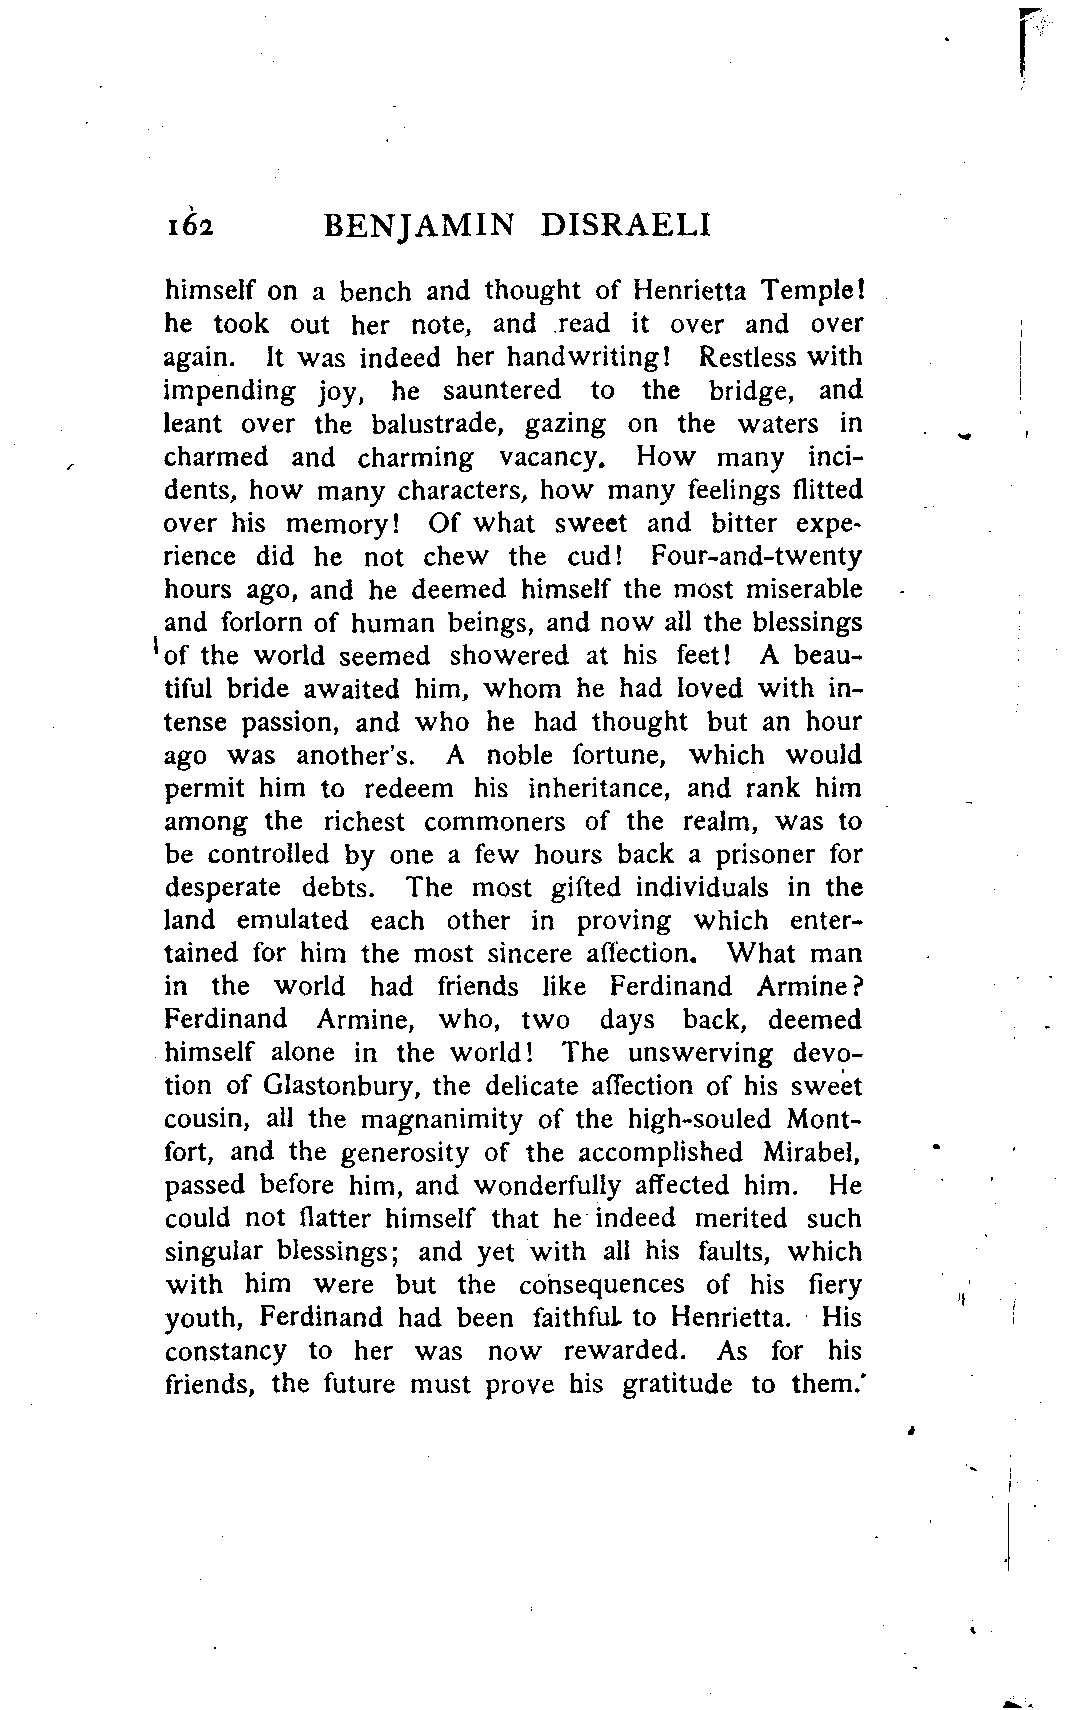 162 BENJAMIN DISRAELI
himself on a bench and thought of Henrietta Temple!
he took out her note, and read it over and over
again. It was indeed her handwriting! Restless with
impending joy, he sauntered to the bridge, and
leant over the balustrade, gazing on the waters in
charmed and charming vacancy. How many inci-
dents, how many characters, how many feelings flitted
over his memory! Of what sweet and bitter expe-
rience did he not chew the cud! Four-and-twenty
hours ago, and he deemed himself the most miserable
and forlorn of human beings, and now all the blessings
of the world seemed showered at his feet! A beau-
tiful bride awaited him, whom he had loved with in-
tense passion, and who he had thought but an hour
ago was another's. A noble fortune, which would
permit him to redeem his inheritance, and rank him
among the richest commoners of the realm, was to
be controlled by one a few hours back a prisoner for
desperate debts. The most gifted individuals in the
land emulated each other in proving which enter-
tained for him the most sincere affection. What man
in the world had friends like Ferdinand Armine?
Ferdinand Armine, who, two days back, deemed
himself alone in the world! The unswerving devo-
tion of Glastonbury, the delicate affection of his sweet
cousin, all the magnanimity of the high-souled Mont-
fort, and the generosity of the accomplished Mirabel,
passed before him, and wonderfully affected him. He
could not flatter himself that he indeed merited such
singular blessings; and yet with all his faults, which
with him were but the consequences of his fiery
youth, Ferdinand had been faithful to Henrietta. His
constancy to her was now rewarded. As for his
friends, the future must prove his gratitude to them.'